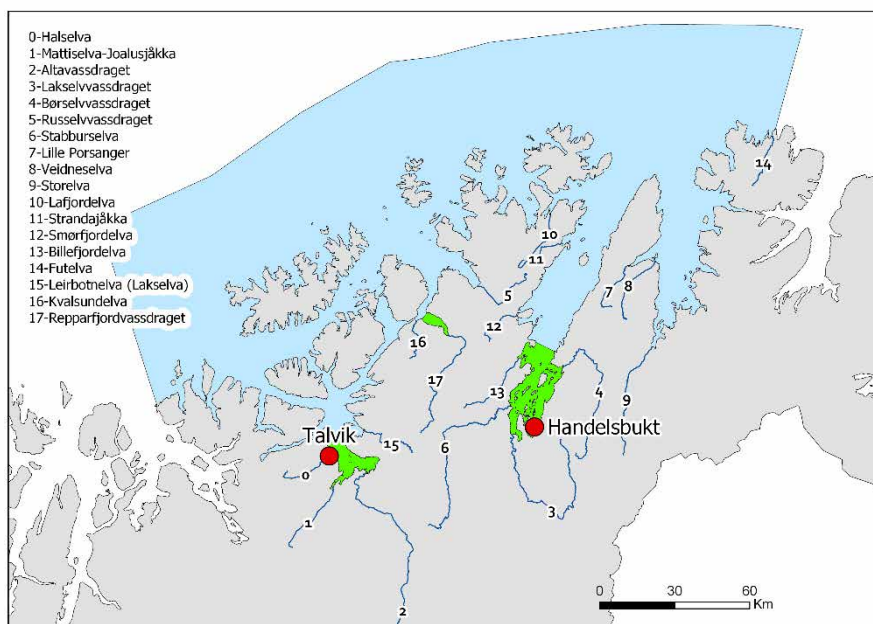 0-Halselva
1-Mattiselva-Joalusjåkka
2-Altavassdraget
3-Lakselvvassdraget
4-Børselvvassdraget
5-Russelvvassdraget
6-Stabburselva
7-Lille Porsanger
8-Veidneselva
9-Storelva
10-Lafjordelva
11-Strandajåkka
12-Smørfjordelva
13-Billefjordelva
14-Futelva
15-Leirbotnelva (Lakselva)
16-Kvalsundelva
17-Repparfjordvassdraget
14
10
11
7
8
5
12
16
17
13
4
9
Handelsbukt
Talvik
15
6
0
3
1
2
0 30 60
Km